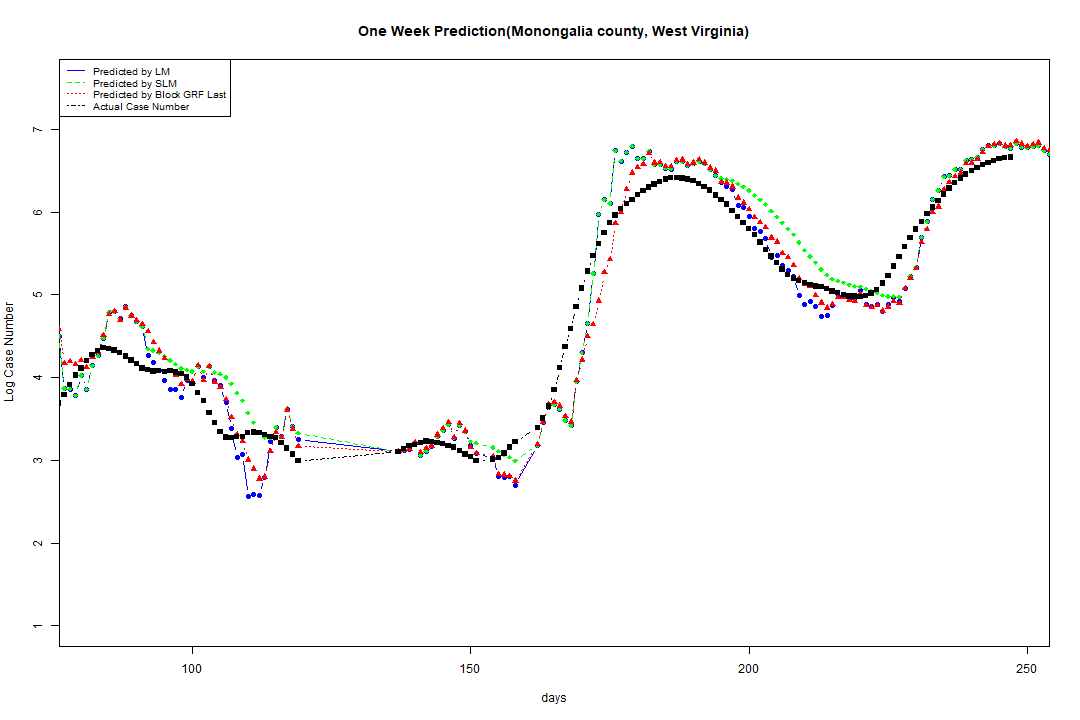 One Week Prediction(Monongalia county, West Virginia)
Predicted by LM
Predicted by SLM
Predicted by Block GRF Last
Actual Case Number
7
6
5
4
3
2
1
Log Case Number
100 150 200 250
days